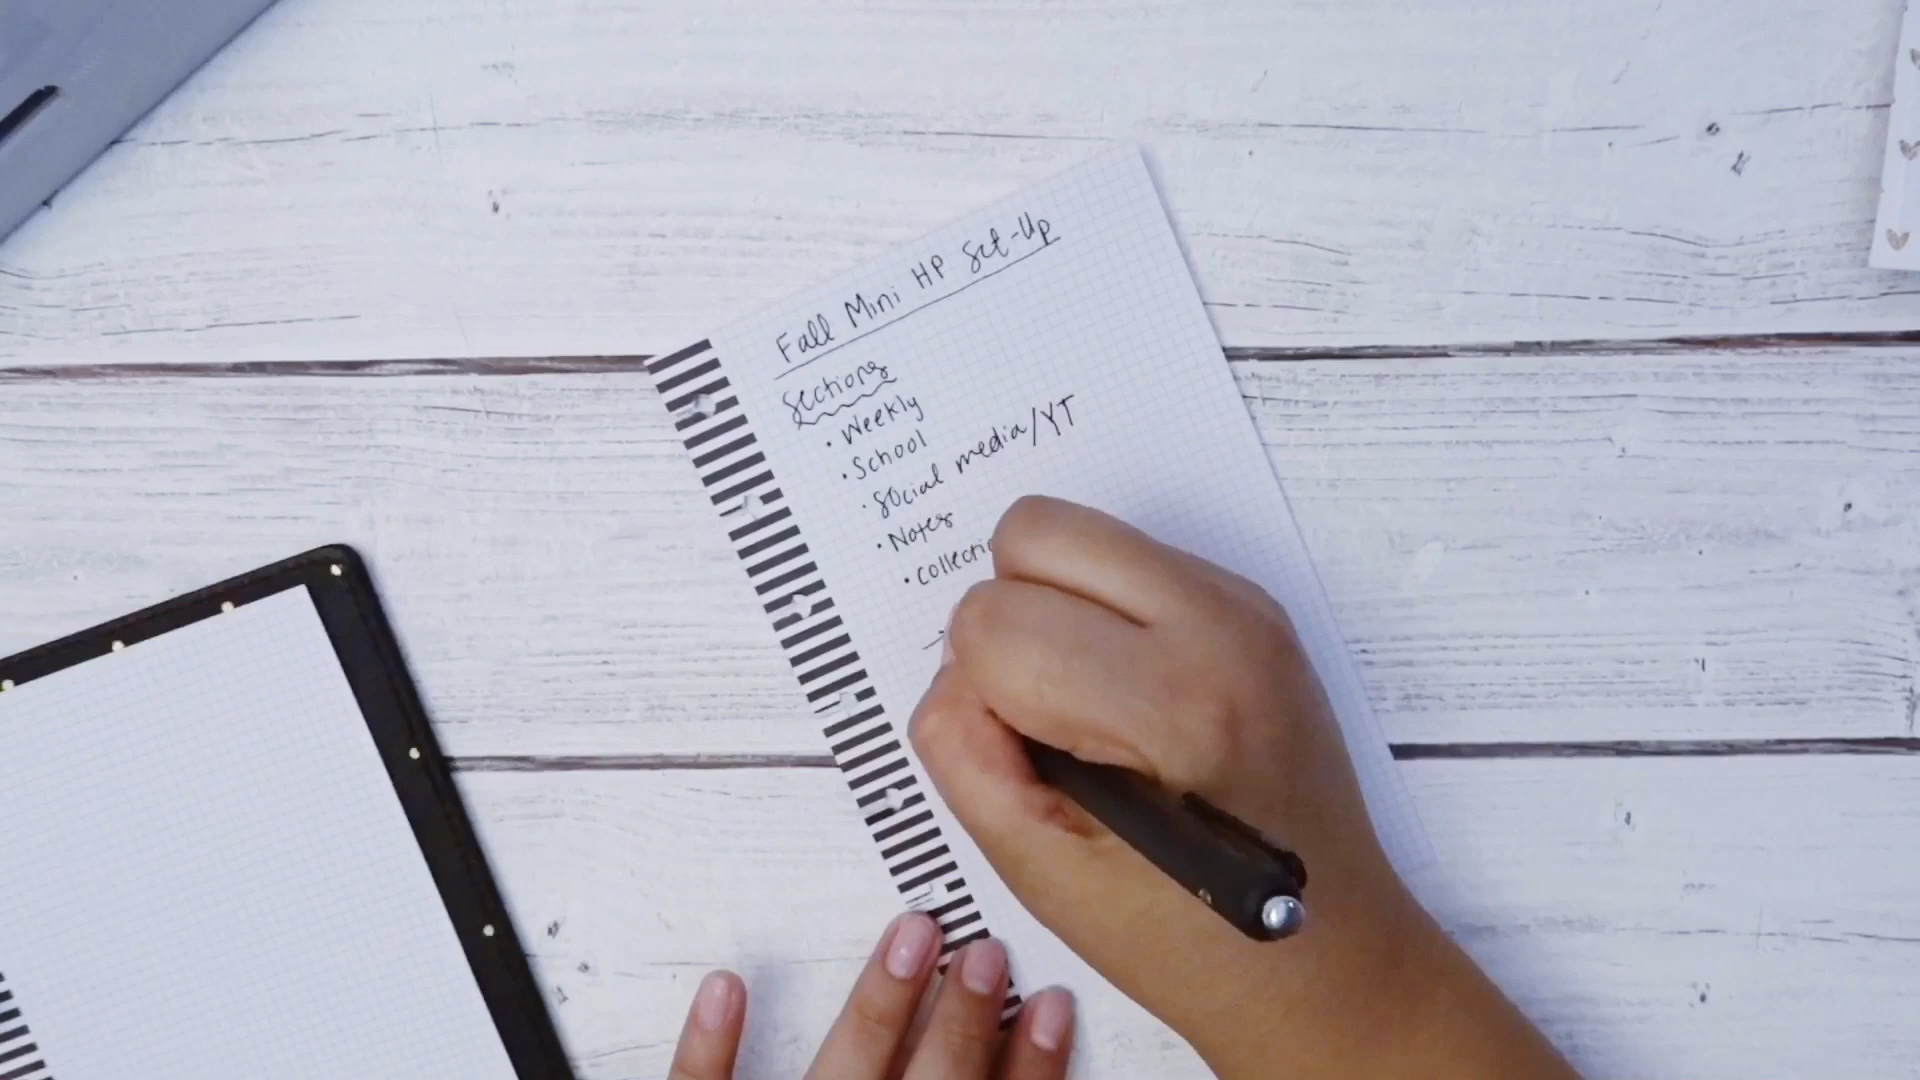 Fall Mini HP Set-Up
Sections
• Weekly
• School
• Social media/YT
• Notes